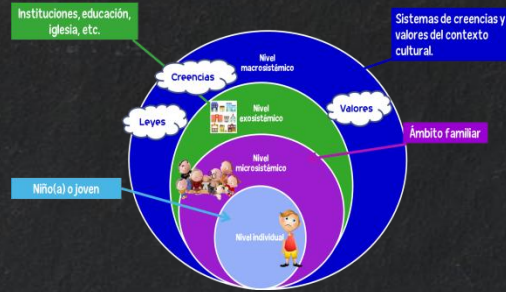 Instituciones, educación,
iglesia, etc.
Sistemas de creencias y
valores del contexto
cultural.
Nivel
macrosistémico
Creencias
Leyes
Valores
Nivel
exosistémico
Ámbito familiar
Nivel
microsistémico
Niño(a) o joven
Nivel individual